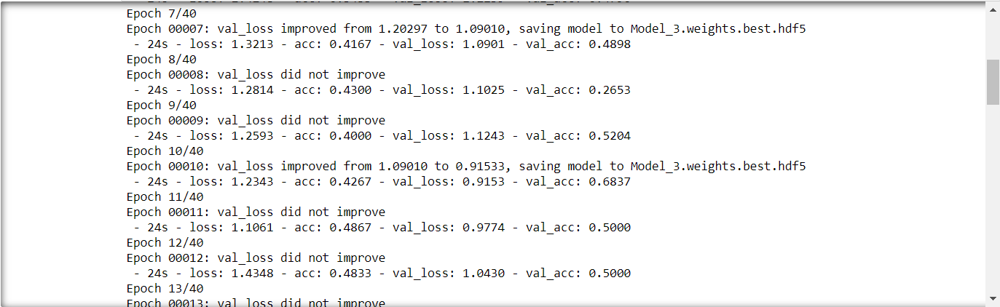 Epoch 7/40
Epoch 00007: val_loss improved from 1.20297 to 1.09010, saving model to Model_3.weights.best.hdf5
- 24s - loss: 1.3213 - acc: 0.4167 - val_loss: 1.0901 - val_acc: 0.4898
Epoch 8/40
Epoch 00008: val_loss did not improve
- 24s - loss: 1.2814 - acc: 0.4300 - val_loss: 1.1025 - val_acc: 0.2653
Epoch 9/40
Epoch 00009: val_loss did not improve
- 24s - loss: 1.2593 - acc: 0.4000 - val_loss: 1.1243 - val_acc: 0.5204
Epoch 10/40
Epoch 00010: val_loss improved from 1.09010 to 0.91533, saving model to Model_3.weights.best.hdf5
- 24s - loss: 1.2343 - acc: 0.4267 - val_loss: 0.9153 - val_acc: 0.6837
Epoch 11/40
Epoch 00011: val_loss did not improve
- 24s - loss: 1.1061 - acc: 0.4867 - val_loss: 0.9774 - val_acc: 0.5000
Epoch 12/40
Epoch 00012: val_loss did not improve
- 24s - loss: 1.4348 - acc: 0.4833 - val_loss: 1.0430 - val_acc: 0.5000
Epoch 13/40
Epoch 00013: val_loss did not improve